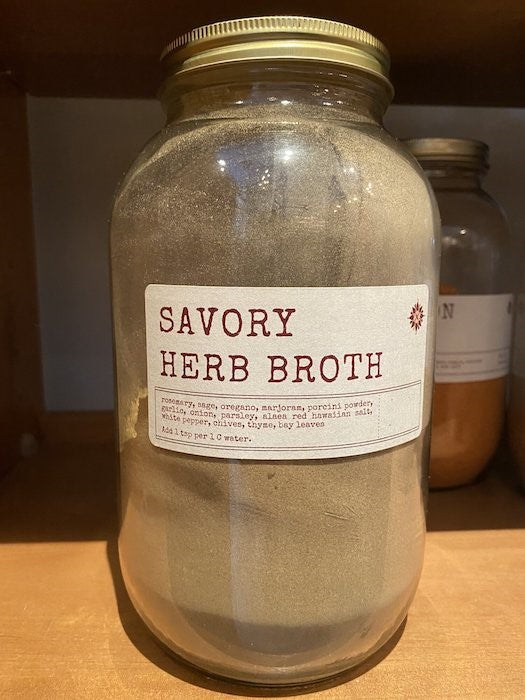 SAVORY
HERB BROTH
rosemary, sage, oregano, marjoram, porcini powder,
garlic, onion, parsley, alaea red hawaiian salt,
white pepper, chives, thyme, bay leaves
Add 1 tsp per 1 C water.
ON